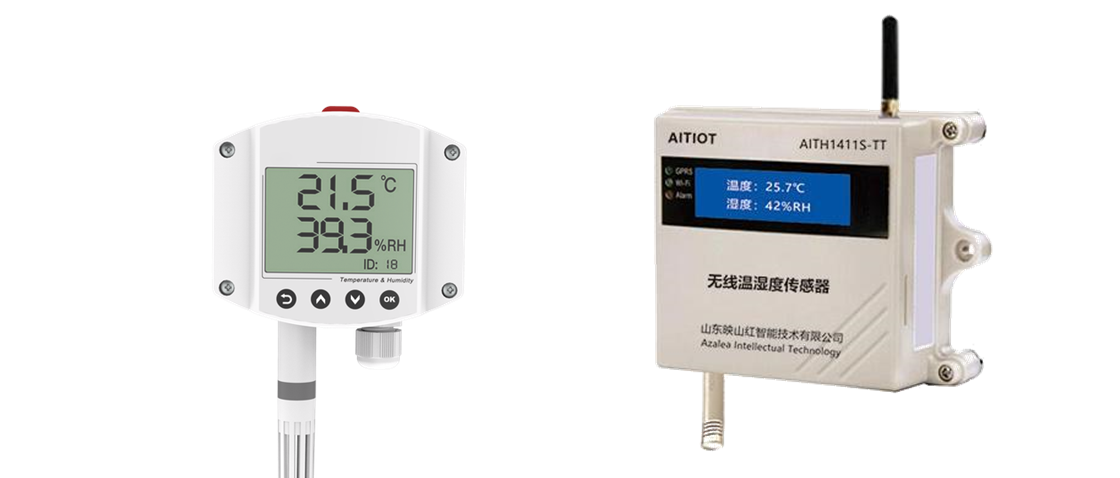 21.5 °C
39.3 %RH
ID: 18
Temperature & Humidity
OK
AITIOT
AITH1411S-TT
GPRS
Wi-Fi
Alarm
温度：25.7℃
湿度：42%RH
无线温湿度传感器
山东映山红智能技术有限公司
Azalea Intellectual Technology